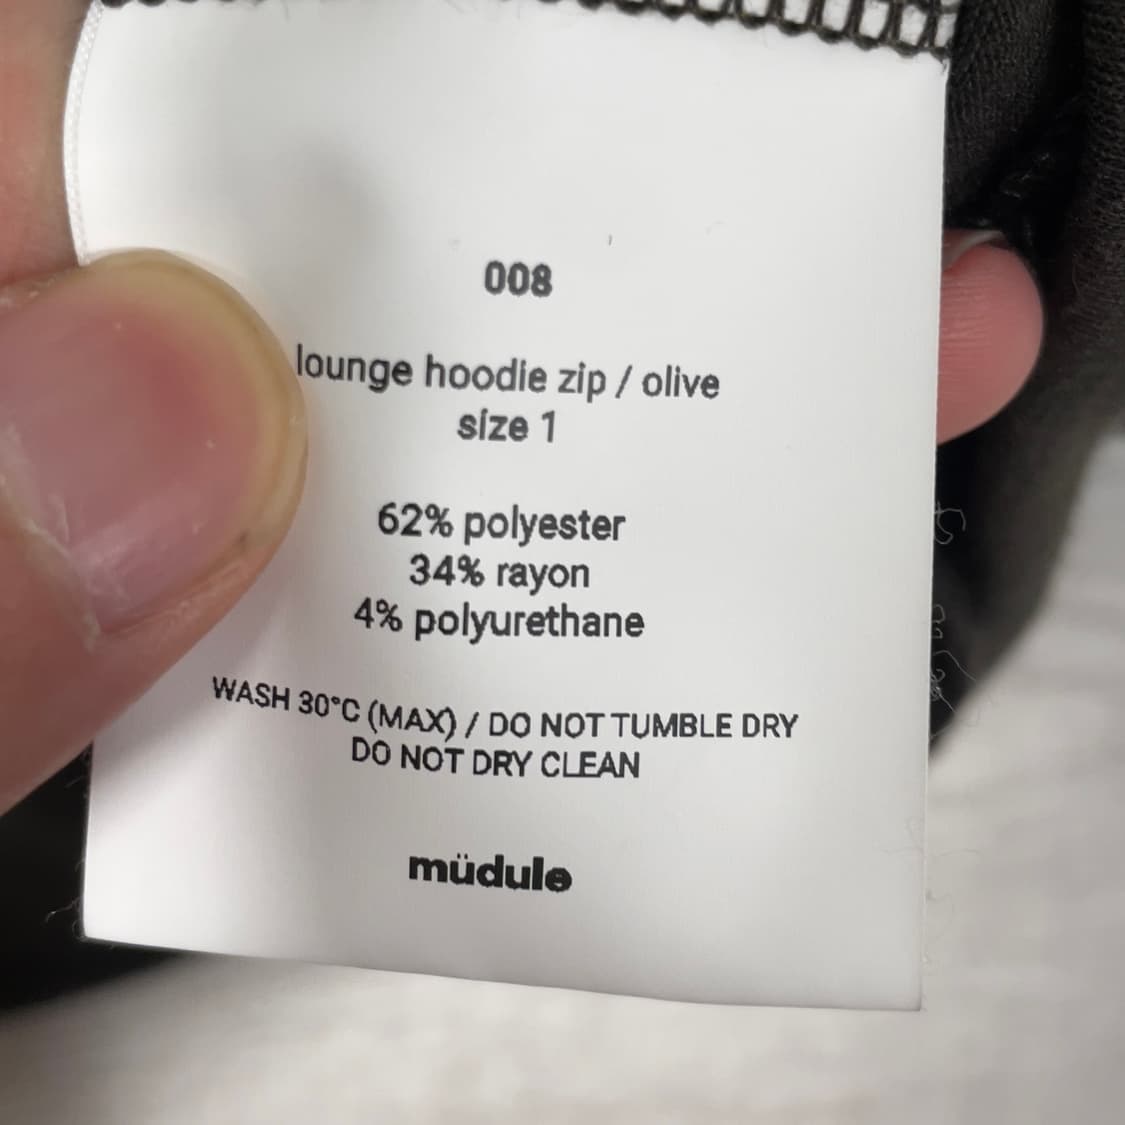 008
lounge hoodie zip / olive
size 1
62% polyester
34% rayon
4% polyurethane
WASH 30°C (MAX) / DO NOT TUMBLE DRY
DO NOT DRY CLEAN
müdule